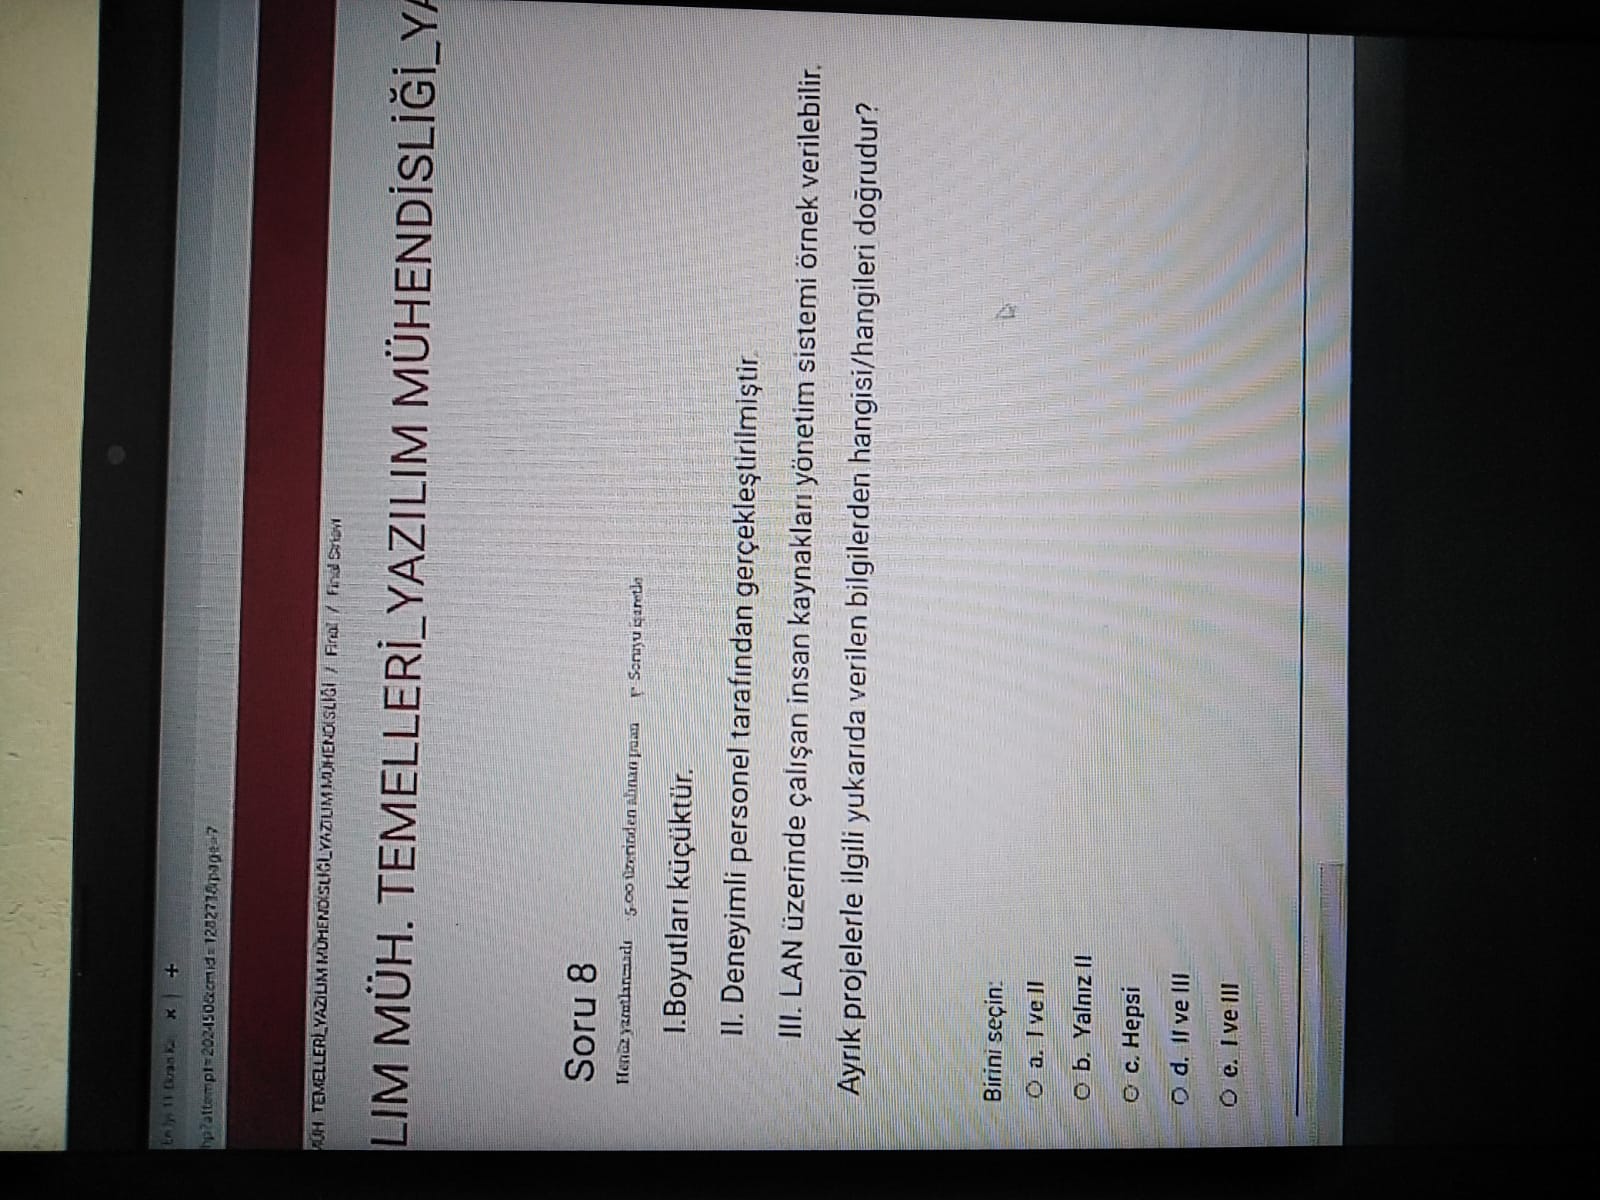 hp?attempt=202450&cmid=128273&page=7
TEMELLERİ_YAZILIM MÜHENDİSLİĞİ_YAZILIM MÜHENDİSLİĞİ / Final / Final Sınavı
LIM MÜH. TEMELLERİ_YAZILIM MÜHENDİSLİĞİ_YA
Soru 8
Henüz yanıtlanmadı 5.00 üzerinden alınan puan Soruyu işaretle
I.Boyutları küçüktür.
II. Deneyimli personel tarafından gerçekleştirilmiştir.
III. LAN üzerinde çalışan insan kaynakları yönetim sistemi örnek verilebilir.
Ayrık projelerle ilgili yukarıda verilen bilgilerden hangisi/hangileri doğrudur?
Birini seçin:
a. I ve II
b. Yalnız II
c. Hepsi
d. II ve III
e. I ve III